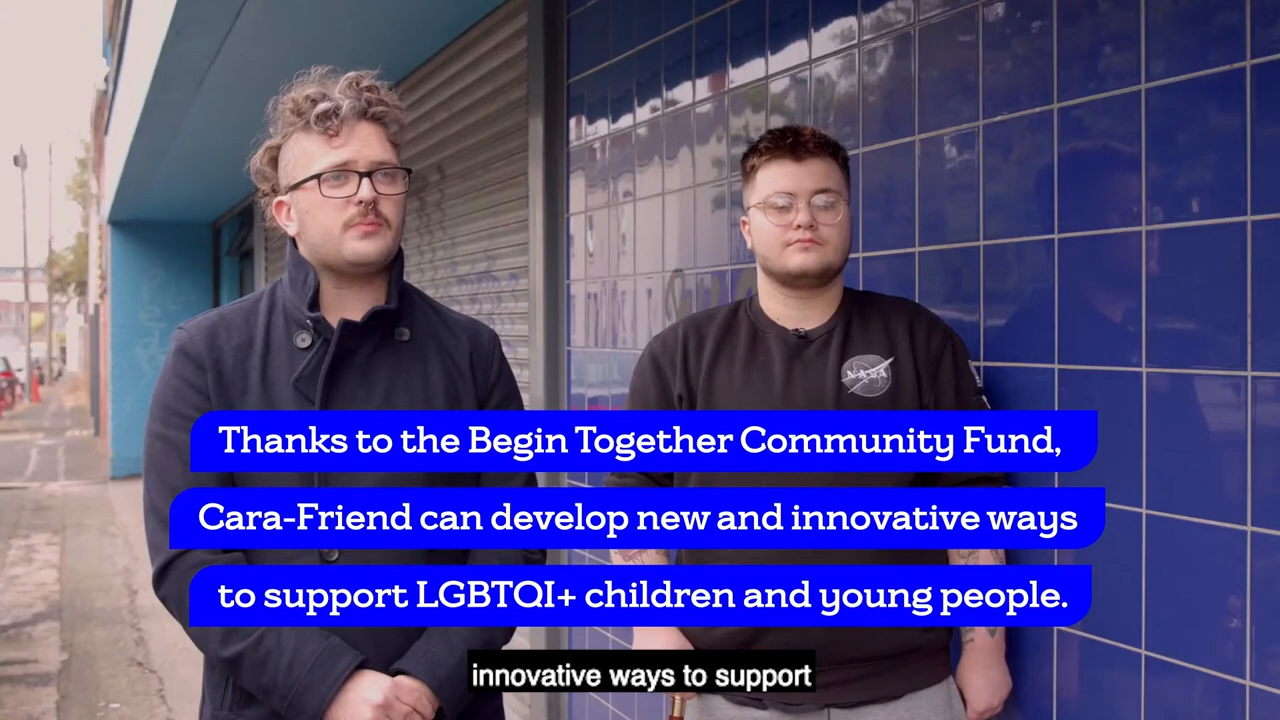 NASA
Thanks to the Begin Together Community Fund,
Cara-Friend can develop new and innovative ways
to support LGBTQI+ children and young people.
innovative ways to support